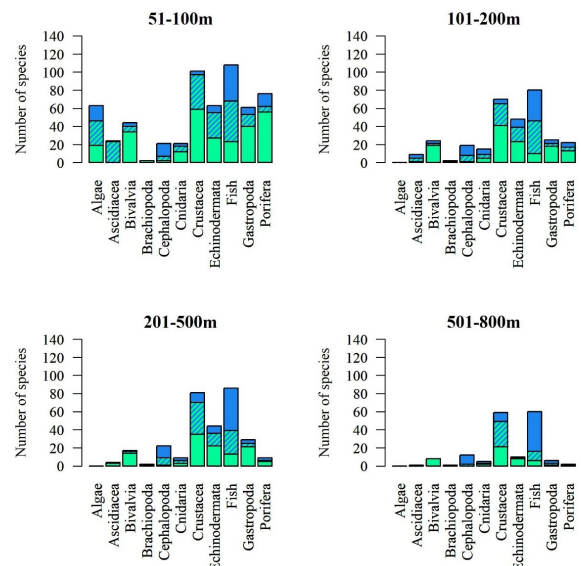 51-100m
Number of species
140
120
100
80
60
40
20
0
Algae
Ascidiacea
Bivalvia
Brachiopoda
Cephalopoda
Cnidaria
Crustacea
Echinodermata
Fish
Gastropoda
Porifera
101-200m
Number of species
140
120
100
80
60
40
20
0
Algae
Ascidiacea
Bivalvia
Brachiopoda
Cephalopoda
Cnidaria
Crustacea
Echinodermata
Fish
Gastropoda
Porifera
201-500m
Number of species
140
120
100
80
60
40
20
0
Algae
Ascidiacea
Bivalvia
Brachiopoda
Cephalopoda
Cnidaria
Crustacea
Echinodermata
Fish
Gastropoda
Porifera
501-800m
Number of species
140
120
100
80
60
40
20
0
Algae
Ascidiacea
Bivalvia
Brachiopoda
Cephalopoda
Cnidaria
Crustacea
Echinodermata
Fish
Gastropoda
Porifera